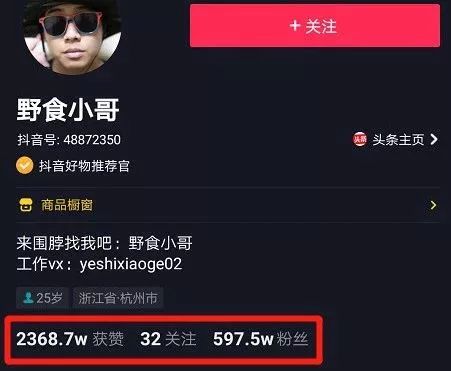 + 关注
野食小哥
抖音号: 48872350
头条 头条主页
抖音好物推荐官
商品橱窗
来围脖找我吧：野食小哥
工作vx：yeshixiaoge02
25岁 浙江省·杭州市
2368.7w 获赞 32 关注 597.5w 粉丝